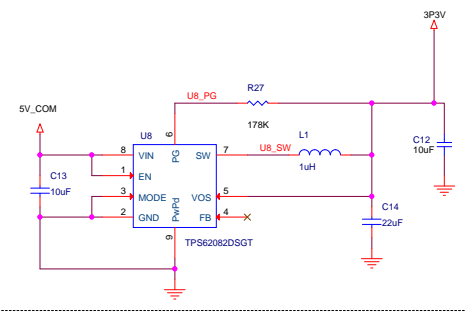 3P3V
R27
U8_PG
178K
5V_COM
U8
6
L1
U8_SW
8 VIN PG SW 7
1uH
C12
10uF
1 EN
C13
10uF
3 MODE VOS 5
C14
22uF
2 GND PwPd FB 4
9
TPS62082DSGT